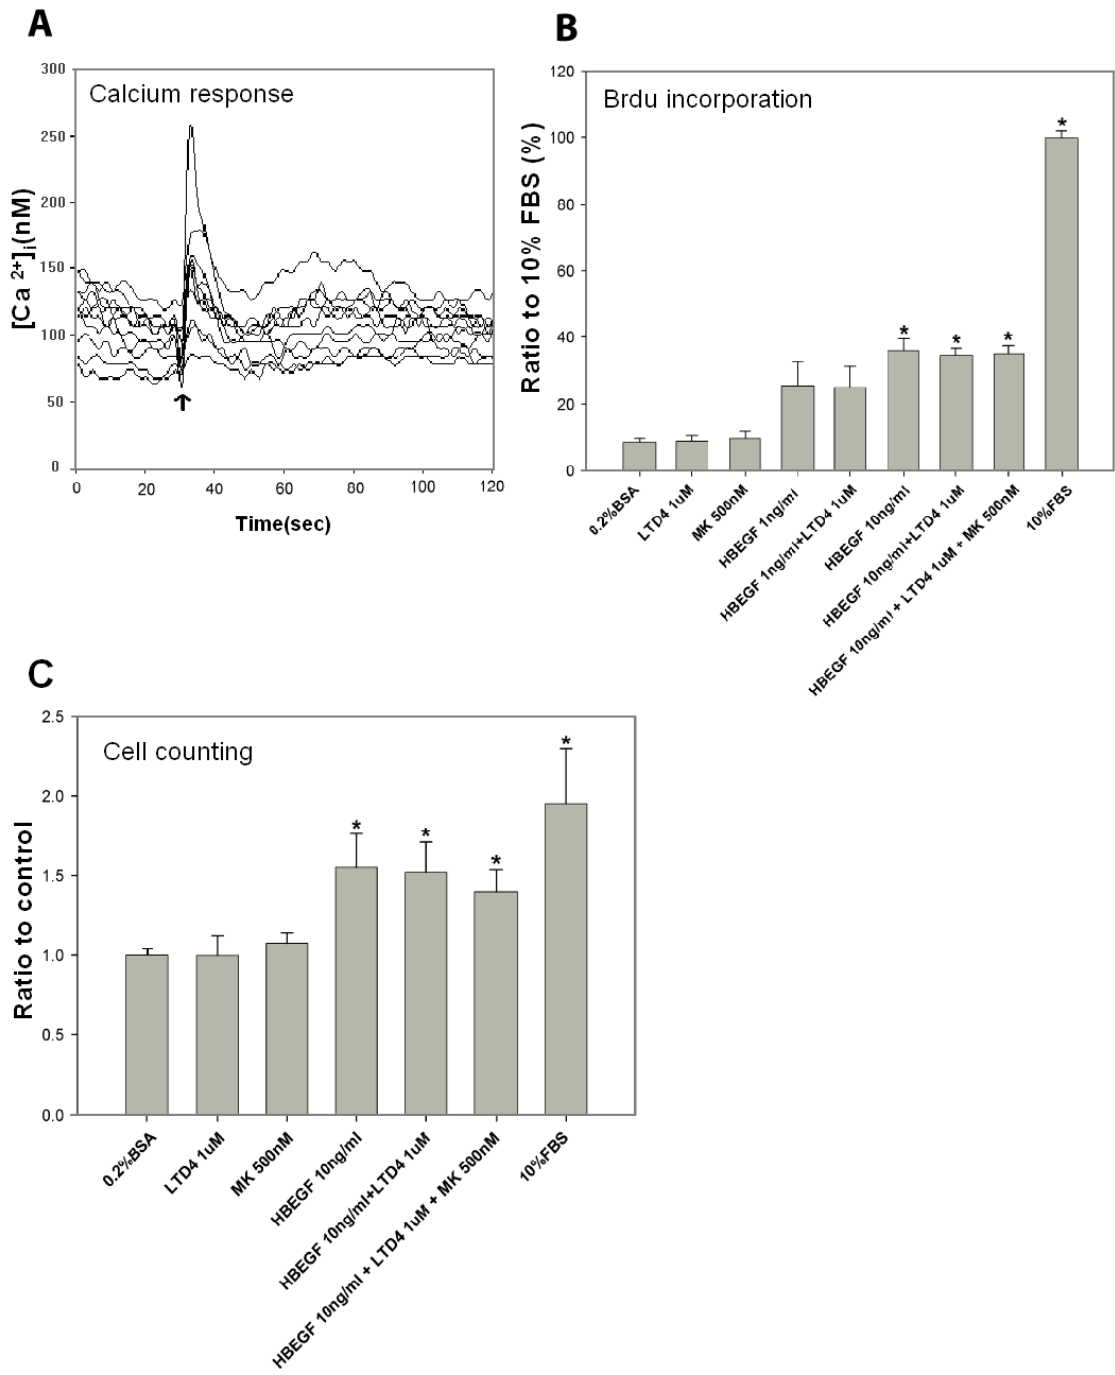 A
300
Calcium response
250
200
150
100
50
0
[Ca 2+]i(nM)
0 20 40 60 80 100 120
Time(sec)
B
120
Brdu incorporation
100
80
60
40
20
0
Ratio to 10% FBS (%)
*
*
*
*
0.2%BSA
LTD4 1uM
MK 500nM
HBEGF 1ng/ml
HBEGF 1ng/ml+LTD4 1uM
HBEGF 10ng/ml
HBEGF 10ng/ml+LTD4 1uM
HBEGF 10ng/ml + LTD4 1uM + MK 500nM
10%FBS
C
2.5
Cell counting
2.0
1.5
1.0
0.5
0.0
Ratio to control
*
*
*
*
0.2%BSA
LTD4 1uM
MK 500nM
HBEGF 10ng/ml
HBEGF 10ng/ml+LTD4 1uM
HBEGF 10ng/ml + LTD4 1uM + MK 500nM
10%FBS